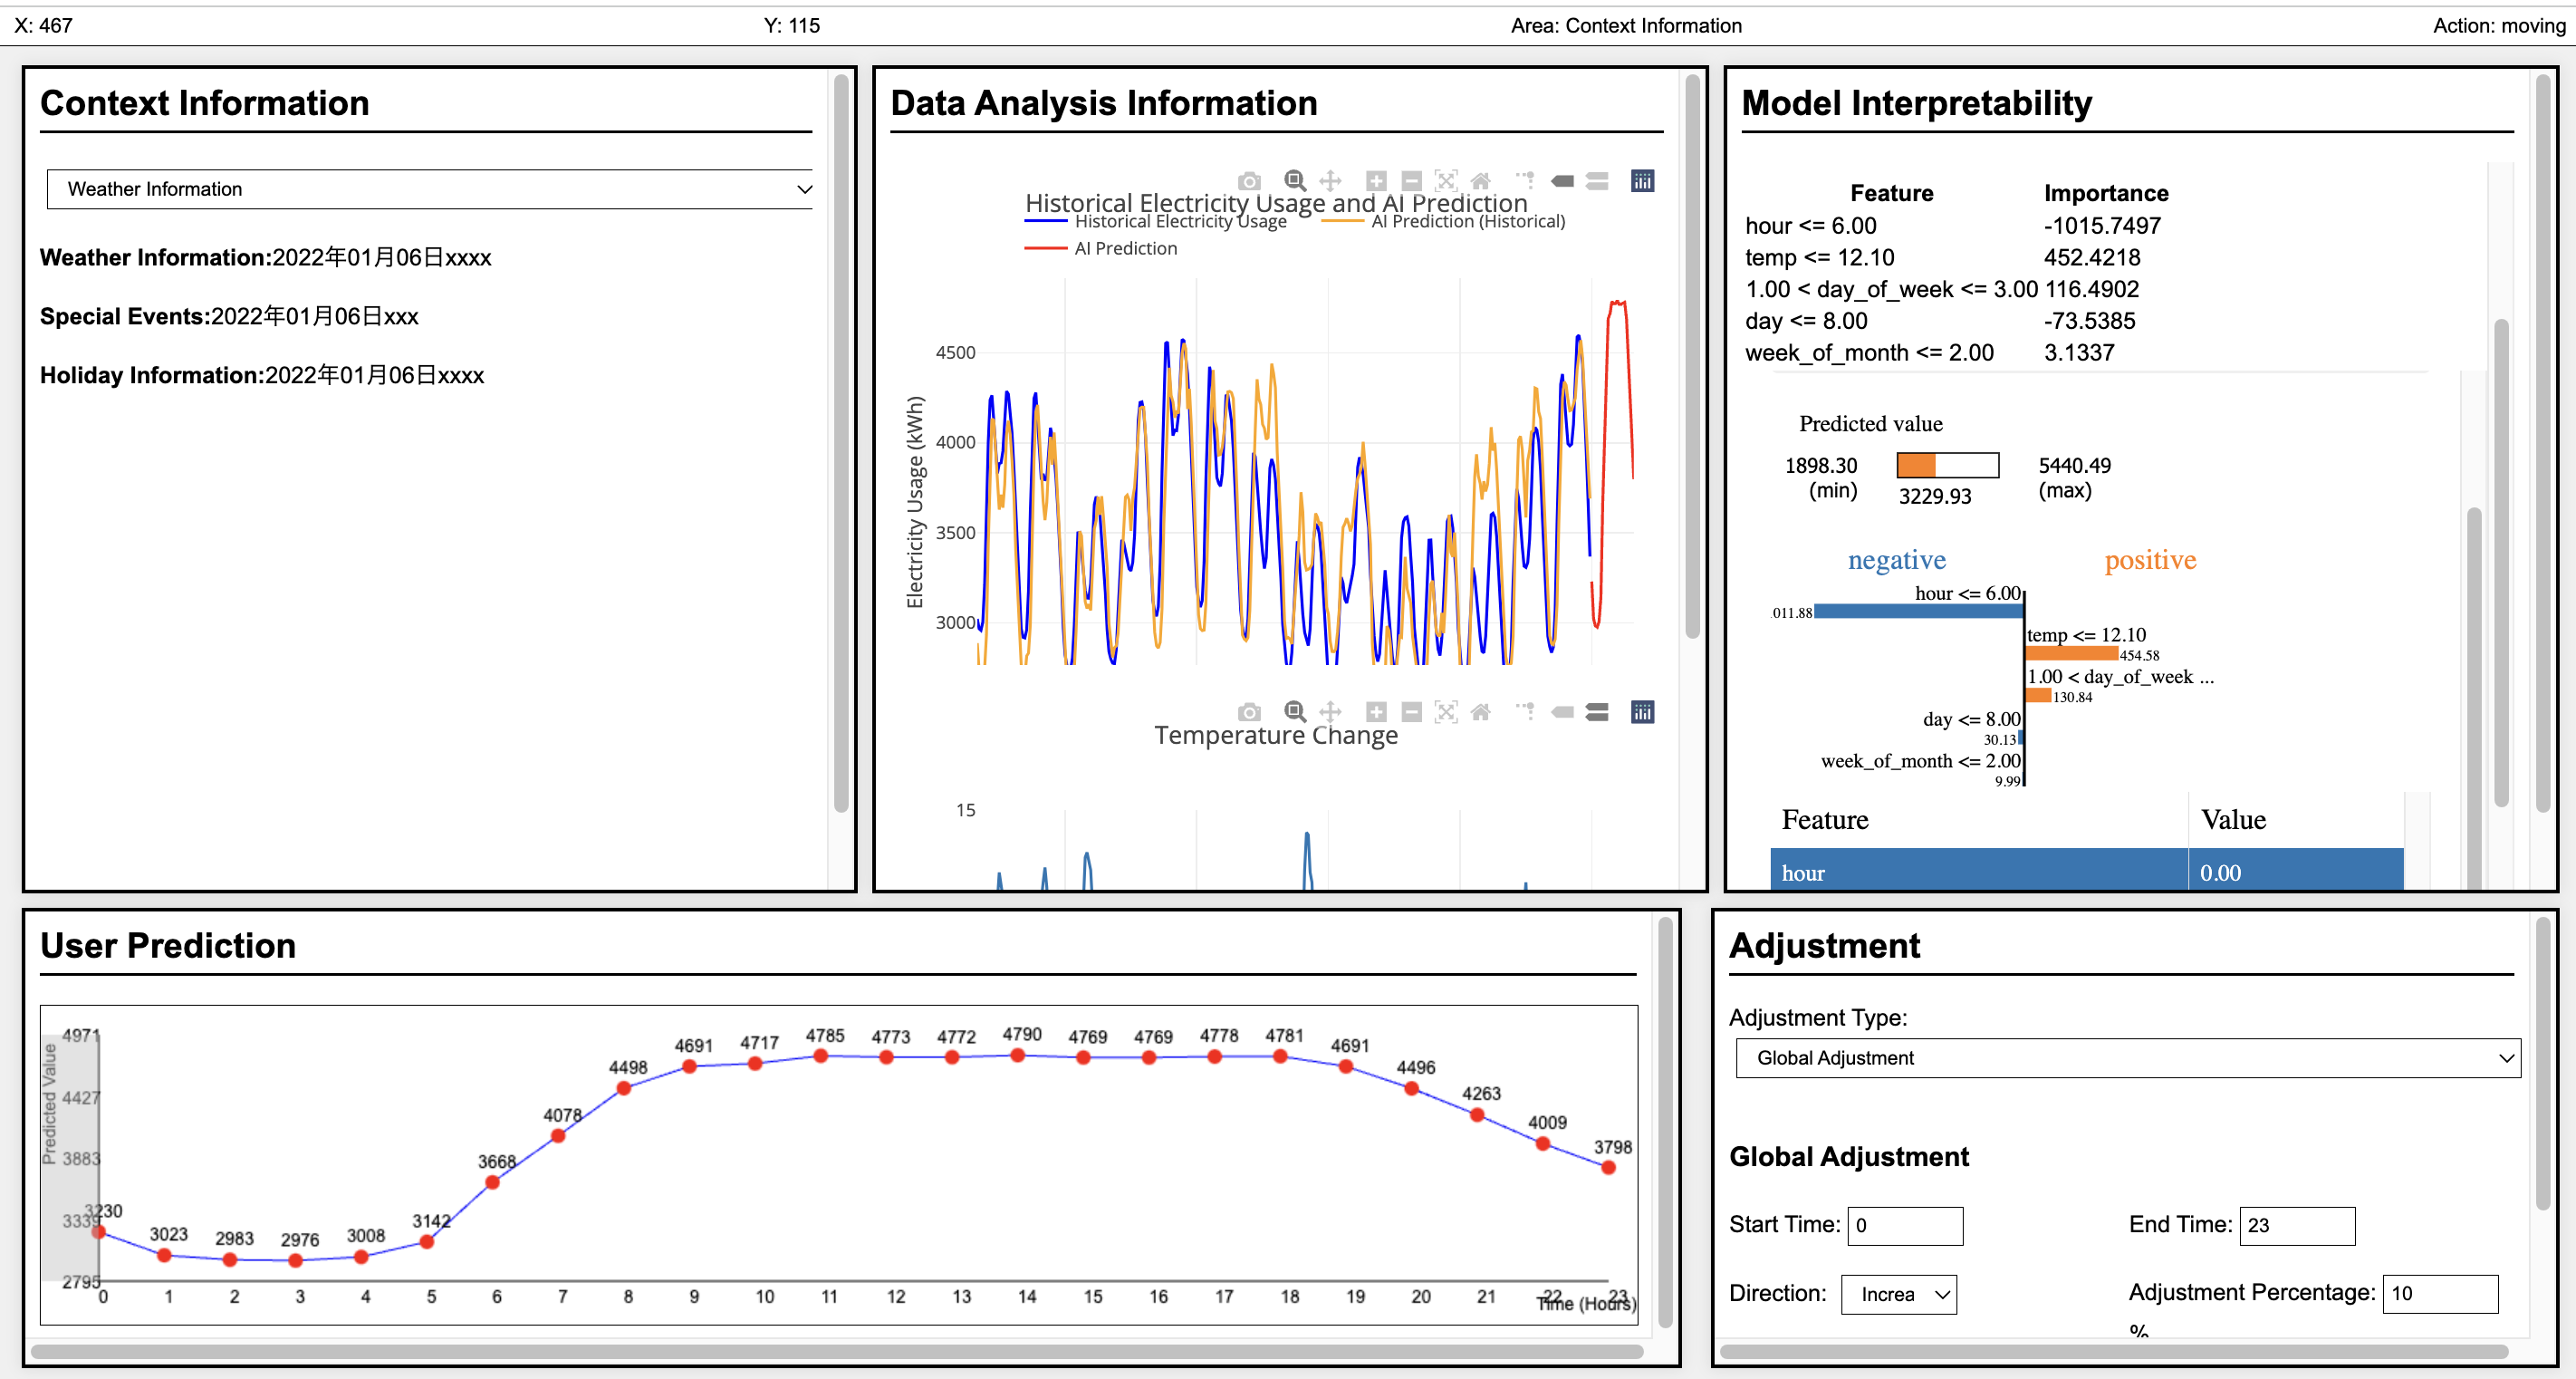 X: 467 Y: 115 Area: Context Information Action: moving
Context Information
Weather Information
Weather Information:2022年01月06日xxxx
Special Events:2022年01月06日xxx
Holiday Information:2022年01月06日xxxx
Data Analysis Information
Historical Electricity Usage and AI Prediction
Historical Electricity Usage AI Prediction (Historical)
AI Prediction
Electricity Usage (kWh)
4500
4000
3500
3000
Temperature Change
15
Model Interpretability
Feature Importance
hour <= 6.00 -1015.7497
temp <= 12.10 452.4218
1.00 < day_of_week <= 3.00 116.4902
day <= 8.00 -73.5385
week_of_month <= 2.00 3.1337
Predicted value
1898.30 5440.49
(min) 3229.93 (max)
negative positive
hour <= 6.00
011.88
temp <= 12.10
454.58
1.00 < day_of_week ...
130.84
day <= 8.00
30.13
week_of_month <= 2.00
9.99
Feature Value
hour 0.00
User Prediction
Predicted Value
4971
4427
3883
3339
2795
3230 3023 2983 2976 3008 3142 3668 4078 4498 4691 4717 4785 4773 4772 4790 4769 4769 4778 4781 4691 4496 4263 4009 3798
0 1 2 3 4 5 6 7 8 9 10 11 12 13 14 15 16 17 18 19 20 21 22 23
Time (Hours)
Adjustment
Adjustment Type:
Global Adjustment
Global Adjustment
Start Time: 0 End Time: 23
Direction: Increa Adjustment Percentage: 10
%